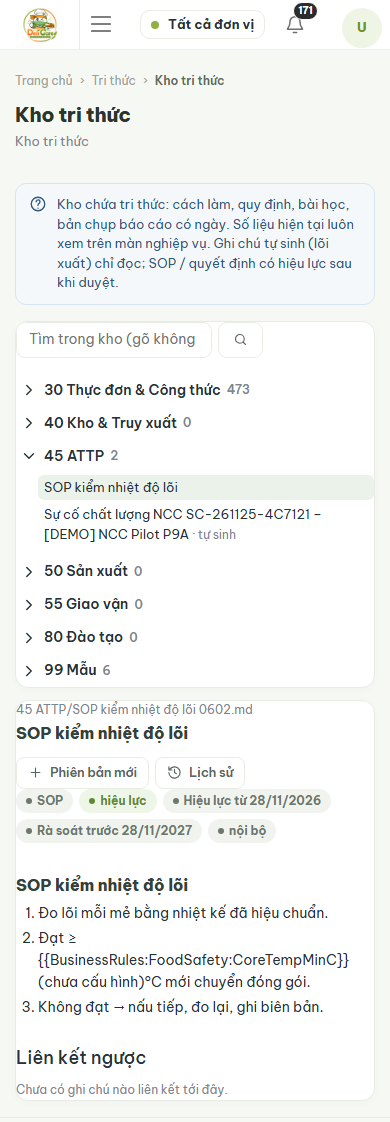 Tất cả đơn vị
171
U
Trang chủ › Tri thức › Kho tri thức
Kho tri thức
Kho tri thức
Kho chứa tri thức: cách làm, quy định, bài học,
bản chụp báo cáo có ngày. Số liệu hiện tại luôn
xem trên màn nghiệp vụ. Ghi chú tự sinh (lõi
xuất) chỉ đọc; SOP / quyết định có hiệu lực sau
khi duyệt.
Tìm trong kho (gõ không
30 Thực đơn & Công thức 473
40 Kho & Truy xuất 0
45 ATTP 2
SOP kiểm nhiệt độ lõi
Sự cố chất lượng NCC SC-261125-4C7121 –
[DEMO] NCC Pilot P9A · tự sinh
50 Sản xuất 0
55 Giao vận 0
80 Đào tạo 0
99 Mẫu 6
45 ATTP/SOP kiểm nhiệt độ lõi 0602.md
SOP kiểm nhiệt độ lõi
Phiên bản mới
Lịch sử
SOP
hiệu lực
Hiệu lực từ 28/11/2026
Rà soát trước 28/11/2027
nội bộ
SOP kiểm nhiệt độ lõi
1. Đo lõi mỗi mẻ bằng nhiệt kế đã hiệu chuẩn.
2. Đạt ≥
{{BusinessRules:FoodSafety:CoreTempMinC}}
(chưa cấu hình)°C mới chuyển đóng gói.
3. Không đạt → nấu tiếp, đo lại, ghi biên bản.
Liên kết ngược
Chưa có ghi chú nào liên kết tới đây.